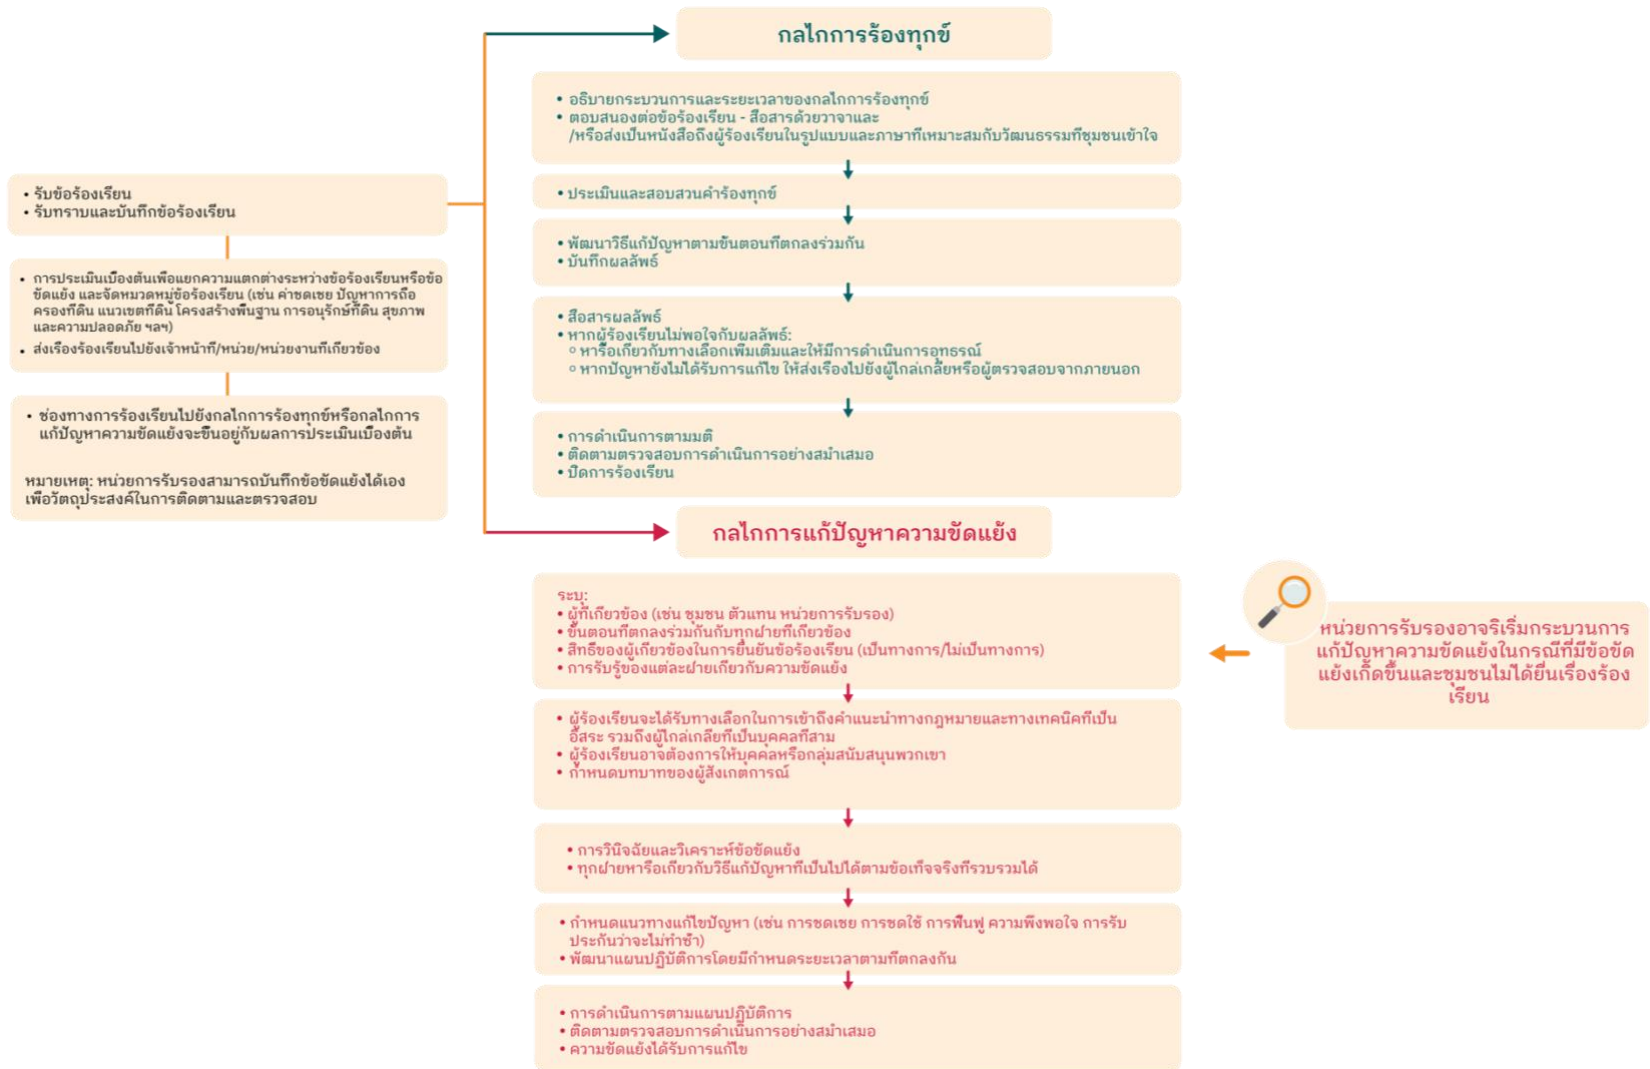 • รับข้อร้องเรียน
• รับทราบและบันทึกข้อร้องเรียน
• การประเมินเบื้องต้นเพื่อแยกความแตกต่างระหว่างข้อร้องเรียนหรือข้อ
ขัดแย้ง และจัดหมวดหมู่ข้อร้องเรียน (เช่น ค่าชดเชย ปัญหาการถือ
ครองที่ดิน แนวเขตที่ดิน โครงสร้างพื้นฐาน การอนุรักษ์ที่ดิน สุขภาพ
และความปลอดภัย ฯลฯ)
• ส่งเรื่องร้องเรียนไปยังเจ้าหน้าที่/หน่วย/หน่วยงานที่เกี่ยวข้อง
• ช่องทางการร้องเรียนไปยังกลไกการร้องทุกข์หรือกลไกการ
แก้ปัญหาความขัดแย้งจะขึ้นอยู่กับผลการประเมินเบื้องต้น
หมายเหตุ: หน่วยการรับรองสามารถบันทึกข้อขัดแย้งได้เอง
เพื่อวัตถุประสงค์ในการติดตามและตรวจสอบ
กลไกการร้องทุกข์
• อธิบายกระบวนการและระยะเวลาของกลไกการร้องทุกข์
• ตอบสนองต่อข้อร้องเรียน - สื่อสารด้วยวาจาและ
/หรือส่งเป็นหนังสือถึงผู้ร้องเรียนในรูปแบบและภาษาที่เหมาะสมกับวัฒนธรรมที่ชุมชนเข้าใจ
• ประเมินและสอบสวนคำร้องทุกข์
• พัฒนาวิธีแก้ปัญหาตามขั้นตอนที่ตกลงร่วมกัน
• บันทึกผลลัพธ์
• สื่อสารผลลัพธ์
• หากผู้ร้องเรียนไม่พอใจกับผลลัพธ์:
○ หารือเกี่ยวกับทางเลือกเพิ่มเติมและให้มีการดำเนินการอุทธรณ์
○ หากปัญหายังไม่ได้รับการแก้ไข ให้ส่งเรื่องไปยังผู้ไกล่เกลี่ยหรือผู้ตรวจสอบจากภายนอก
• การดำเนินการตามมติ
• ติดตามตรวจสอบการดำเนินการอย่างสม่ำเสมอ
• ปิดการร้องเรียน
กลไกการแก้ปัญหาความขัดแย้ง
ระบุ:
• ผู้ที่เกี่ยวข้อง (เช่น ชุมชน ตัวแทน หน่วยการรับรอง)
• ขั้นตอนที่ตกลงร่วมกันกับทุกฝ่ายที่เกี่ยวข้อง
• สิทธิของผู้เกี่ยวข้องในการยืนยันข้อร้องเรียน (เป็นทางการ/ไม่เป็นทางการ)
• การรับรู้ของแต่ละฝ่ายเกี่ยวกับความขัดแย้ง
• ผู้ร้องเรียนจะได้รับทางเลือกในการเข้าถึงคำแนะนำทางกฎหมายและทางเทคนิคที่เป็น
อิสระ รวมถึงผู้ไกล่เกลี่ยที่เป็นบุคคลที่สาม
• ผู้ร้องเรียนอาจต้องการให้บุคคลหรือกลุ่มสนับสนุนพวกเขา
• กำหนดบทบาทของผู้สังเกตการณ์
• การวินิจฉัยและวิเคราะห์ข้อขัดแย้ง
• ทุกฝ่ายหารือเกี่ยวกับวิธีแก้ปัญหาที่เป็นไปได้ตามข้อเท็จจริงที่รวบรวมได้
• กำหนดแนวทางแก้ไขปัญหา (เช่น การชดเชย การชดใช้ การฟื้นฟู ความพึงพอใจ การรับ
ประกันว่าจะไม่ทำซ้ำ)
• พัฒนาแผนปฏิบัติการโดยมีกำหนดระยะเวลาตามที่ตกลงกัน
• การดำเนินการตามแผนปฏิบัติการ
• ติดตามตรวจสอบการดำเนินการอย่างสม่ำเสมอ
• ความขัดแย้งได้รับการแก้ไข
หน่วยการรับรองอาจริเริ่มกระบวนการ
แก้ปัญหาความขัดแย้งในกรณีที่มีข้อขัด
แย้งเกิดขึ้นและชุมชนไม่ได้ยื่นเรื่องร้อง
เรียน